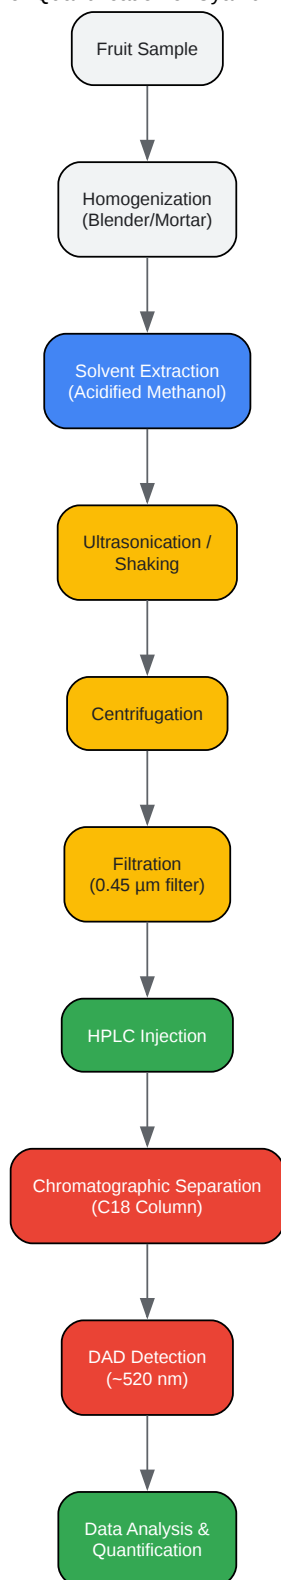 Fruit Sample
Homogenization
(Blender/Mortar)
Solvent Extraction
(Acidified Methanol)
Ultrasonication /
Shaking
Centrifugation
Filtration
(0.45 µm filter)
HPLC Injection
Chromatographic Separation
(C18 Column)
DAD Detection
(~520 nm)
Data Analysis &
Quantification